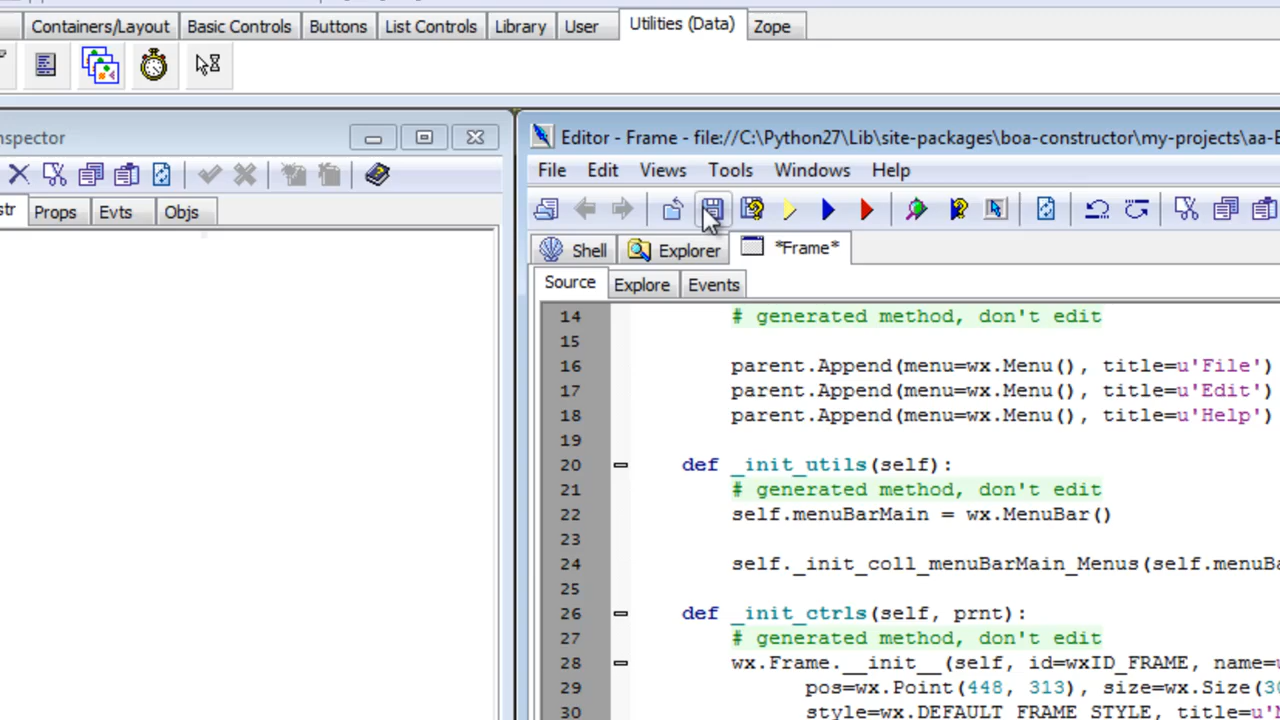 Containers/Layout Basic Controls Buttons List Controls Library User Utilities (Data) Zope
nspector
Editor - Frame - file://C:\Python27\Lib\site-packages\boa-constructor\my-projects\aa-
File Edit Views Tools Windows Help
str Props Evts Objs
Shell Explorer *Frame*
Source Explore Events
14 # generated method, don't edit
15
16 parent.Append(menu=wx.Menu(), title=u'File')
17 parent.Append(menu=wx.Menu(), title=u'Edit')
18 parent.Append(menu=wx.Menu(), title=u'Help')
19
20 def _init_utils(self):
21 # generated method, don't edit
22 self.menuBarMain = wx.MenuBar()
23
24 self._init_coll_menuBarMain_Menus(self.menuBa
25
26 def _init_ctrls(self, prnt):
27 # generated method, don't edit
28 wx.Frame.__init__(self, id=wxID_FRAME, name=
29 pos=wx.Point(448, 313), size=wx.Size(30
30 style=wx.DEFAULT_FRAME_STYLE, title=u'